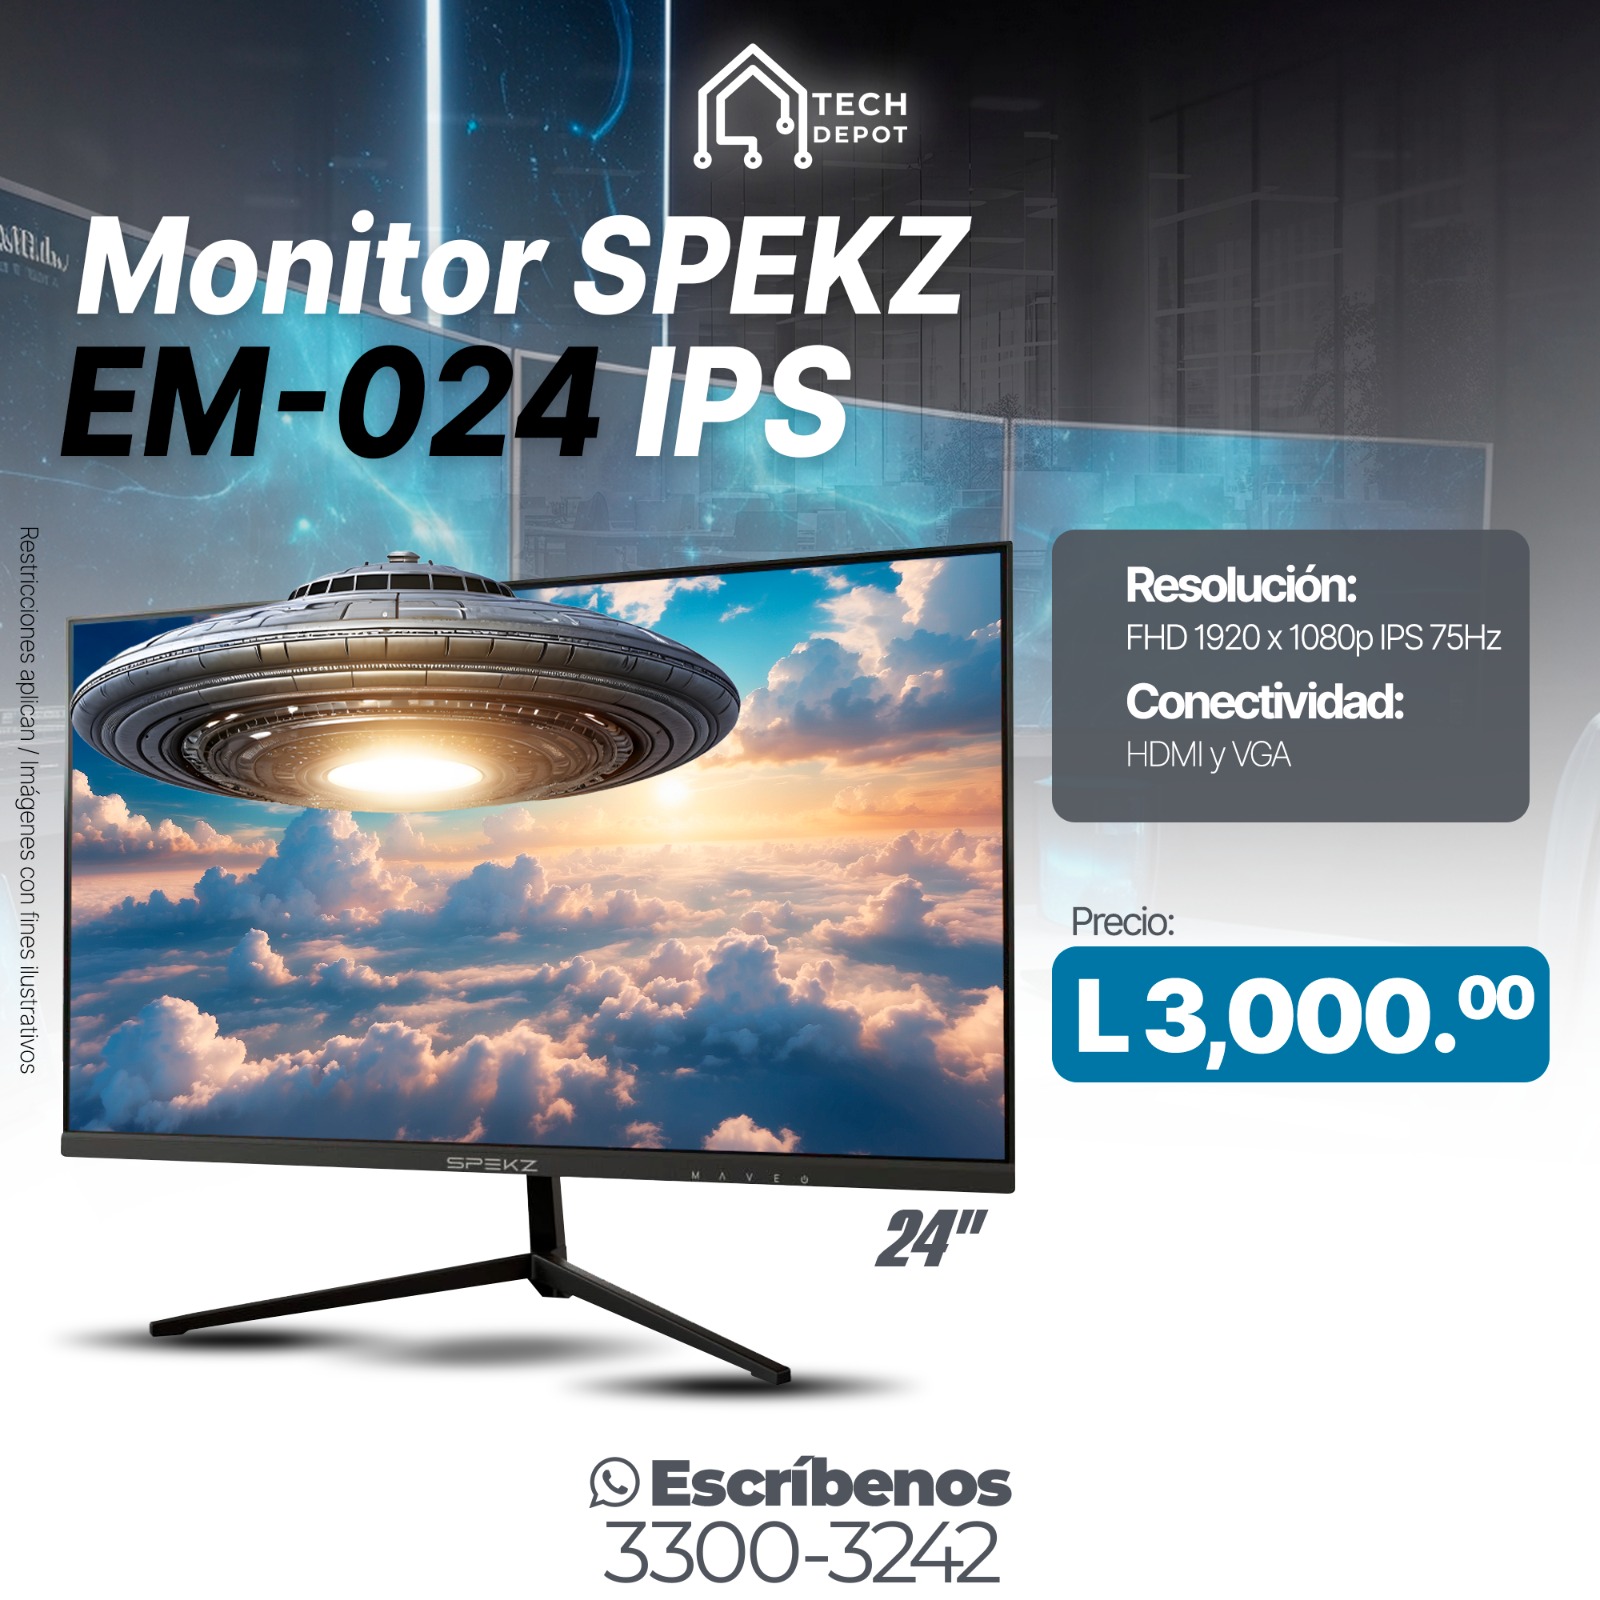 TECH
DEPOT
Monitor SPEKZ
EM-024 IPS
Restricciones aplican / Imágenes con fines ilustrativos
Resolución:
FHD 1920 x 1080p IPS 75Hz
Conectividad:
HDMI y VGA
Precio:
L 3,000.00
SPEKZ
M Λ V E
24"
Escríbenos
3300-3242